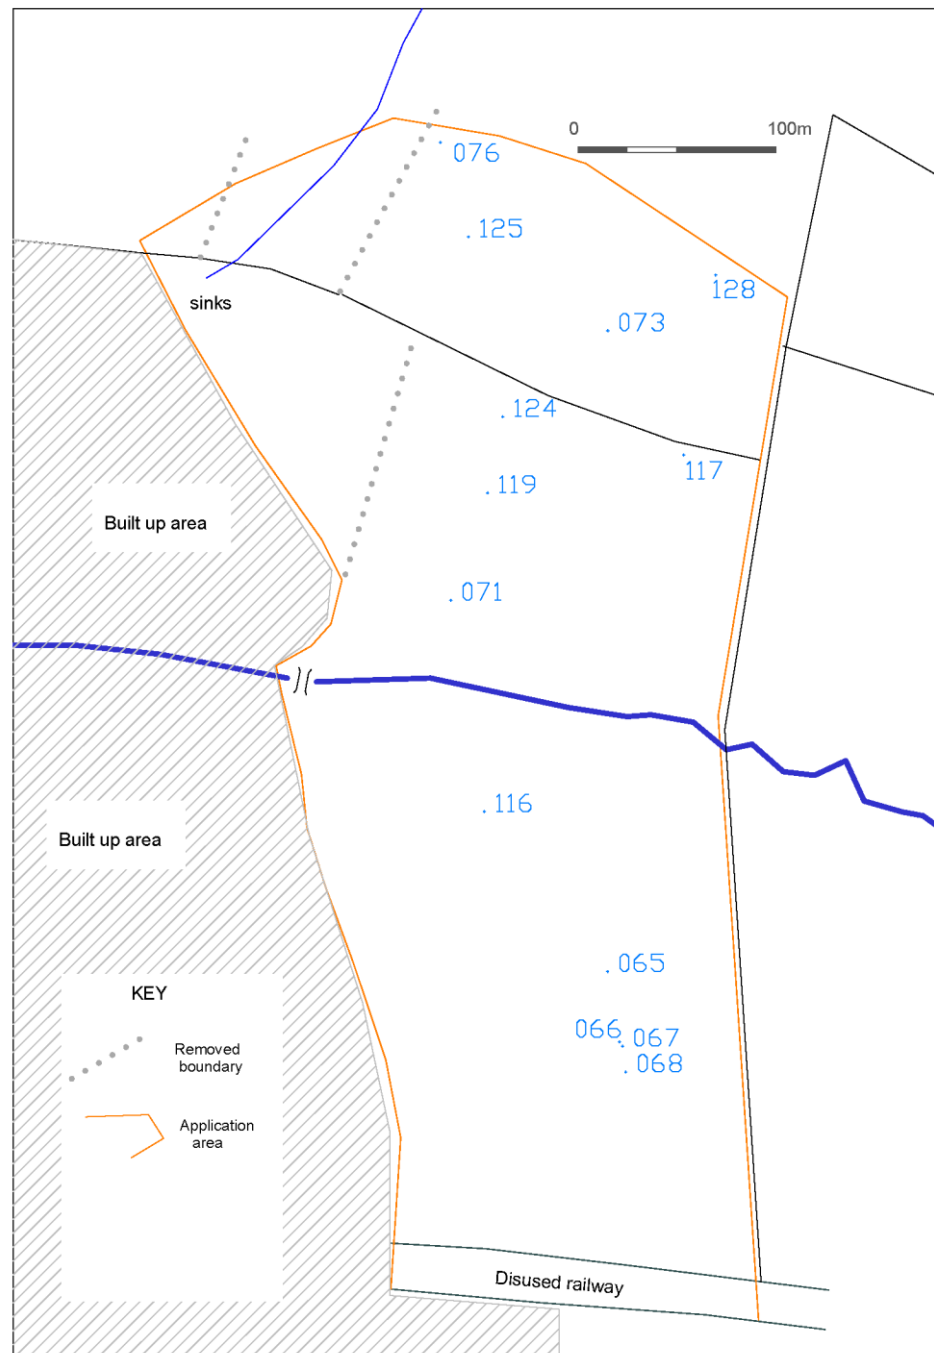 0 100m
.076
.125
.128
sinks
.073
.124
.117
.119
Built up area
.071
.116
Built up area
.065
KEY
066.
.067
Removed
boundary
.068
Application
area
Disused railway